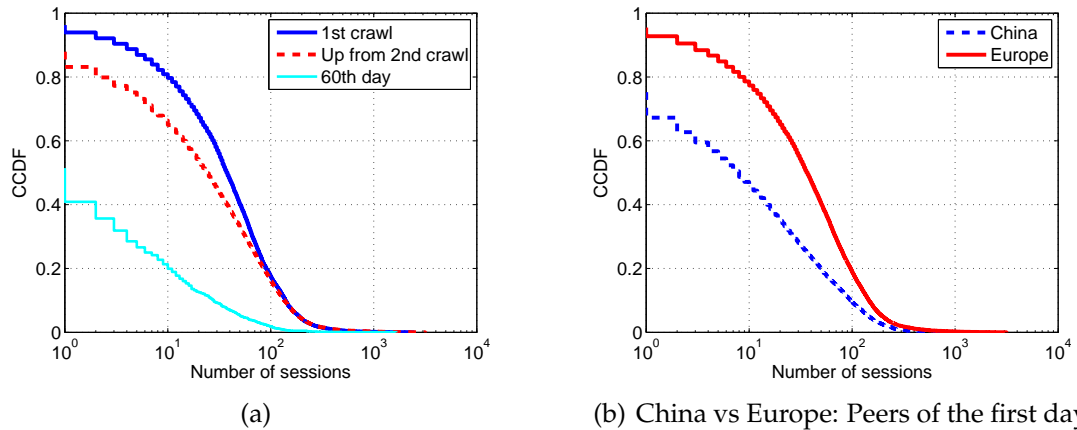 1
0.8
0.6
0.4
0.2
0
CCDF
10^0
10^1
10^2
10^3
10^4
Number of sessions
1st crawl
Up from 2nd crawl
60th day
(a)
1
0.8
0.6
0.4
0.2
0
CCDF
10^0
10^1
10^2
10^3
10^4
Number of sessions
China
Europe
(b) China vs Europe: Peers of the first day